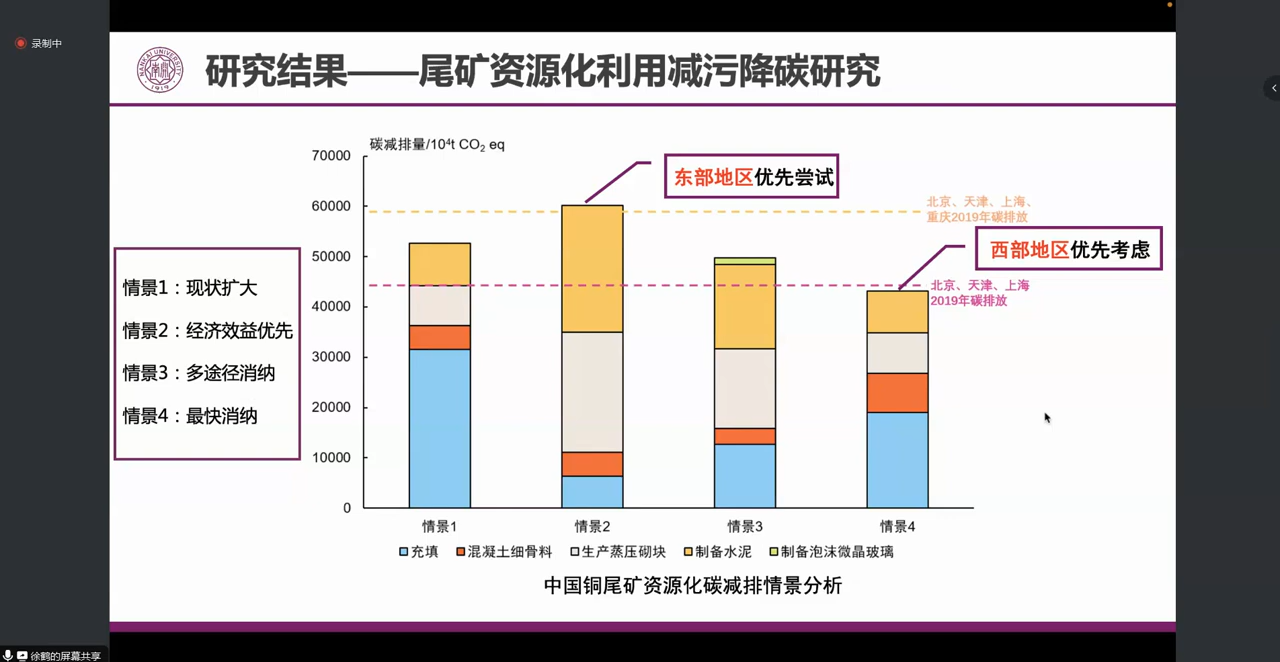 录制中
NANKAI UNIVERSITY
1919
研究结果——尾矿资源化利用减污降碳研究
碳减排量/10⁴t CO₂ eq
70000
60000
50000
40000
30000
20000
10000
0
东部地区优先尝试
北京、天津、上海、
重庆2019年碳排放
西部地区优先考虑
北京、天津、上海
2019年碳排放
情景1：现状扩大
情景2：经济效益优先
情景3：多途径消纳
情景4：最快消纳
情景1 情景2 情景3 情景4
充填 混凝土细骨料 生产蒸压砌块 制备水泥 制备泡沫微晶玻璃
中国铜尾矿资源化碳减排情景分析
徐鹤的屏幕共享